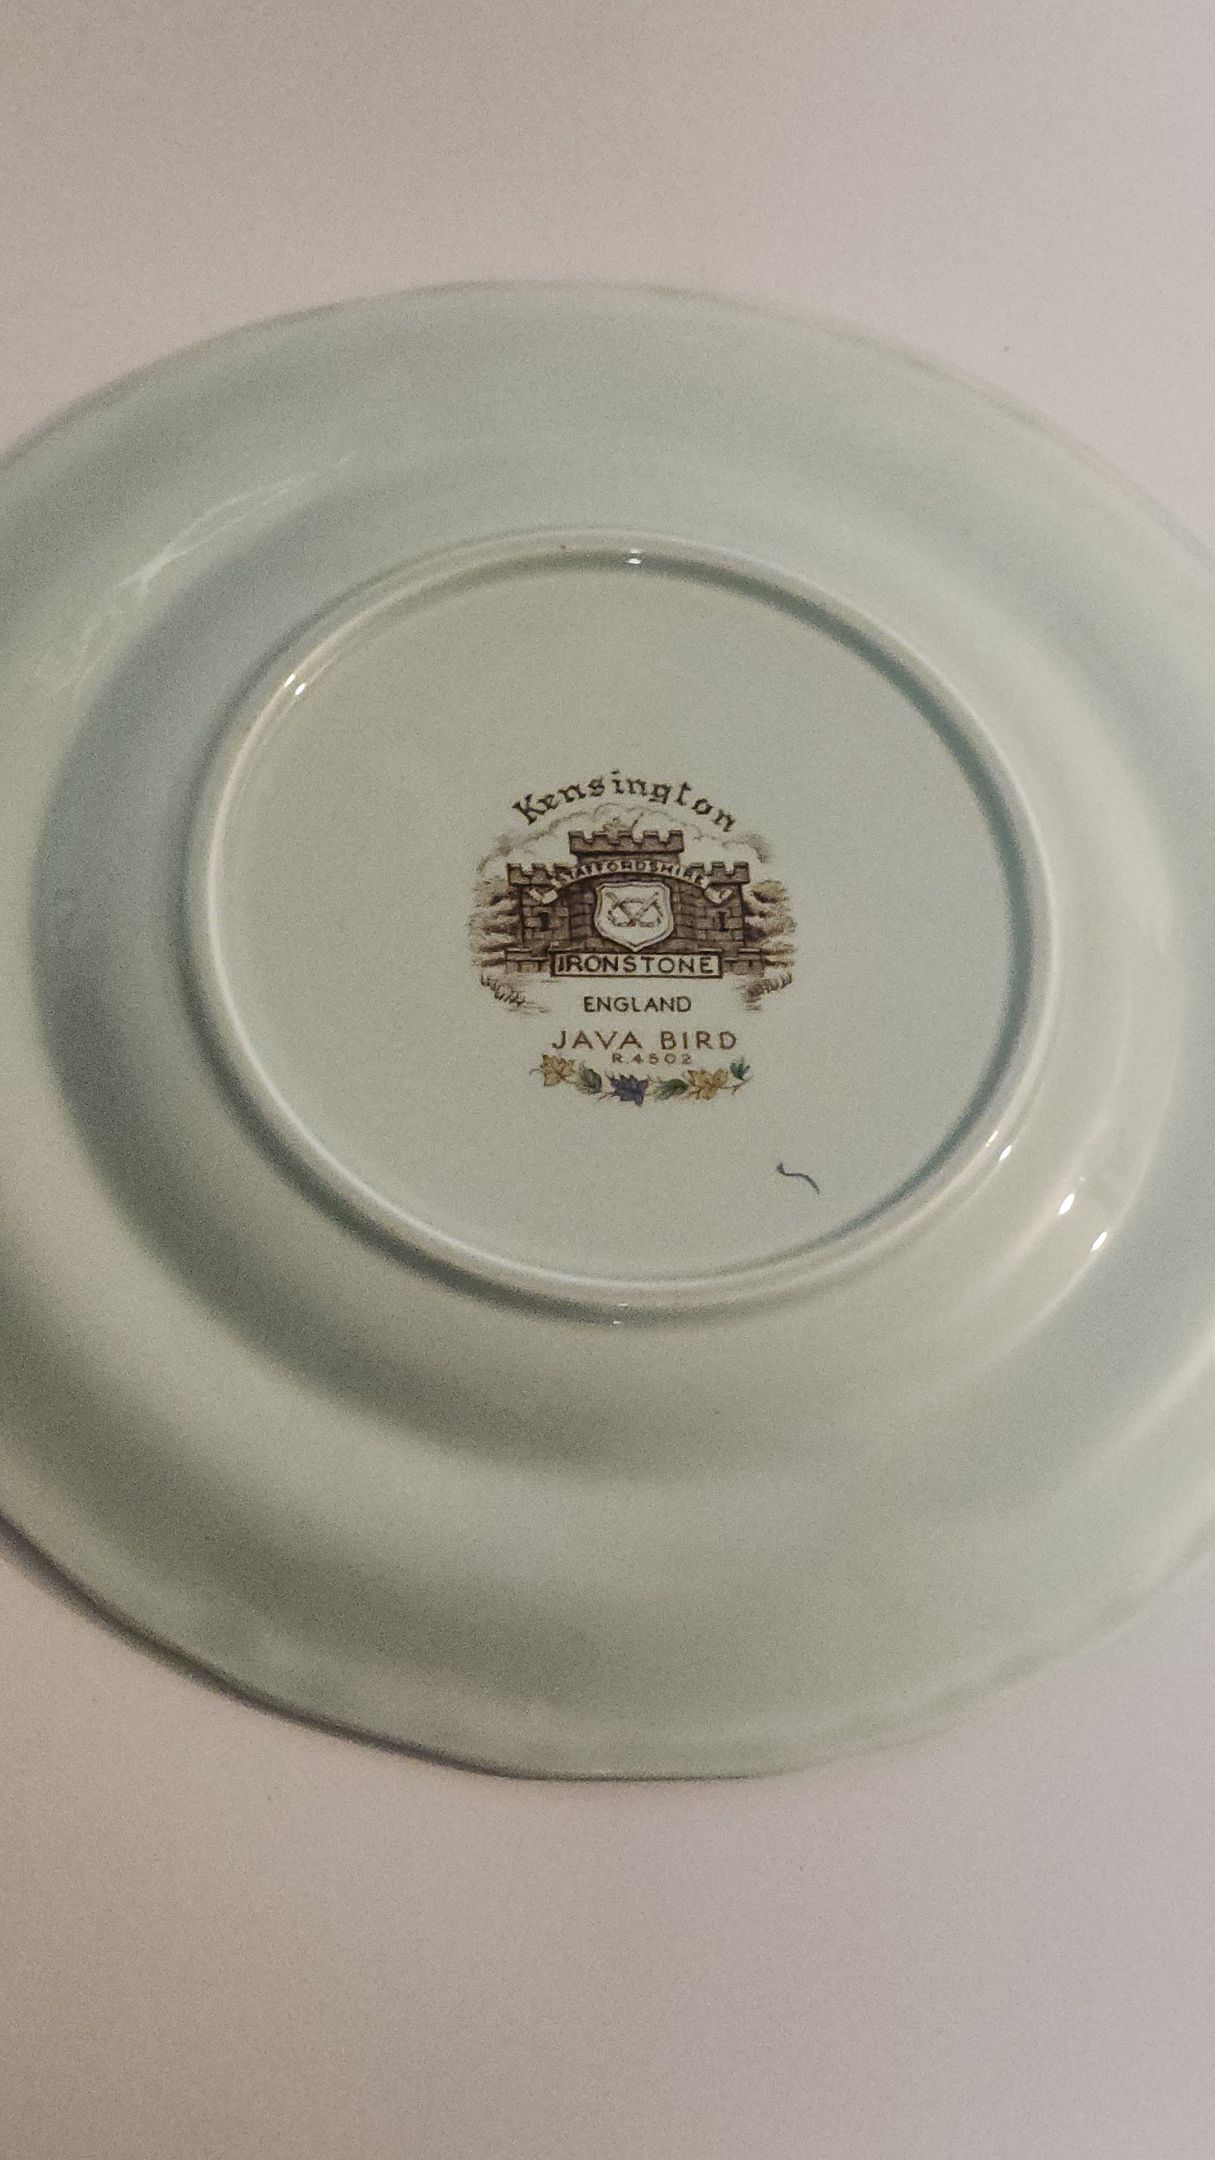 Kensington
STAFFORDSHIRE
IRONSTONE
ENGLAND
JAVA BIRD
R.4502